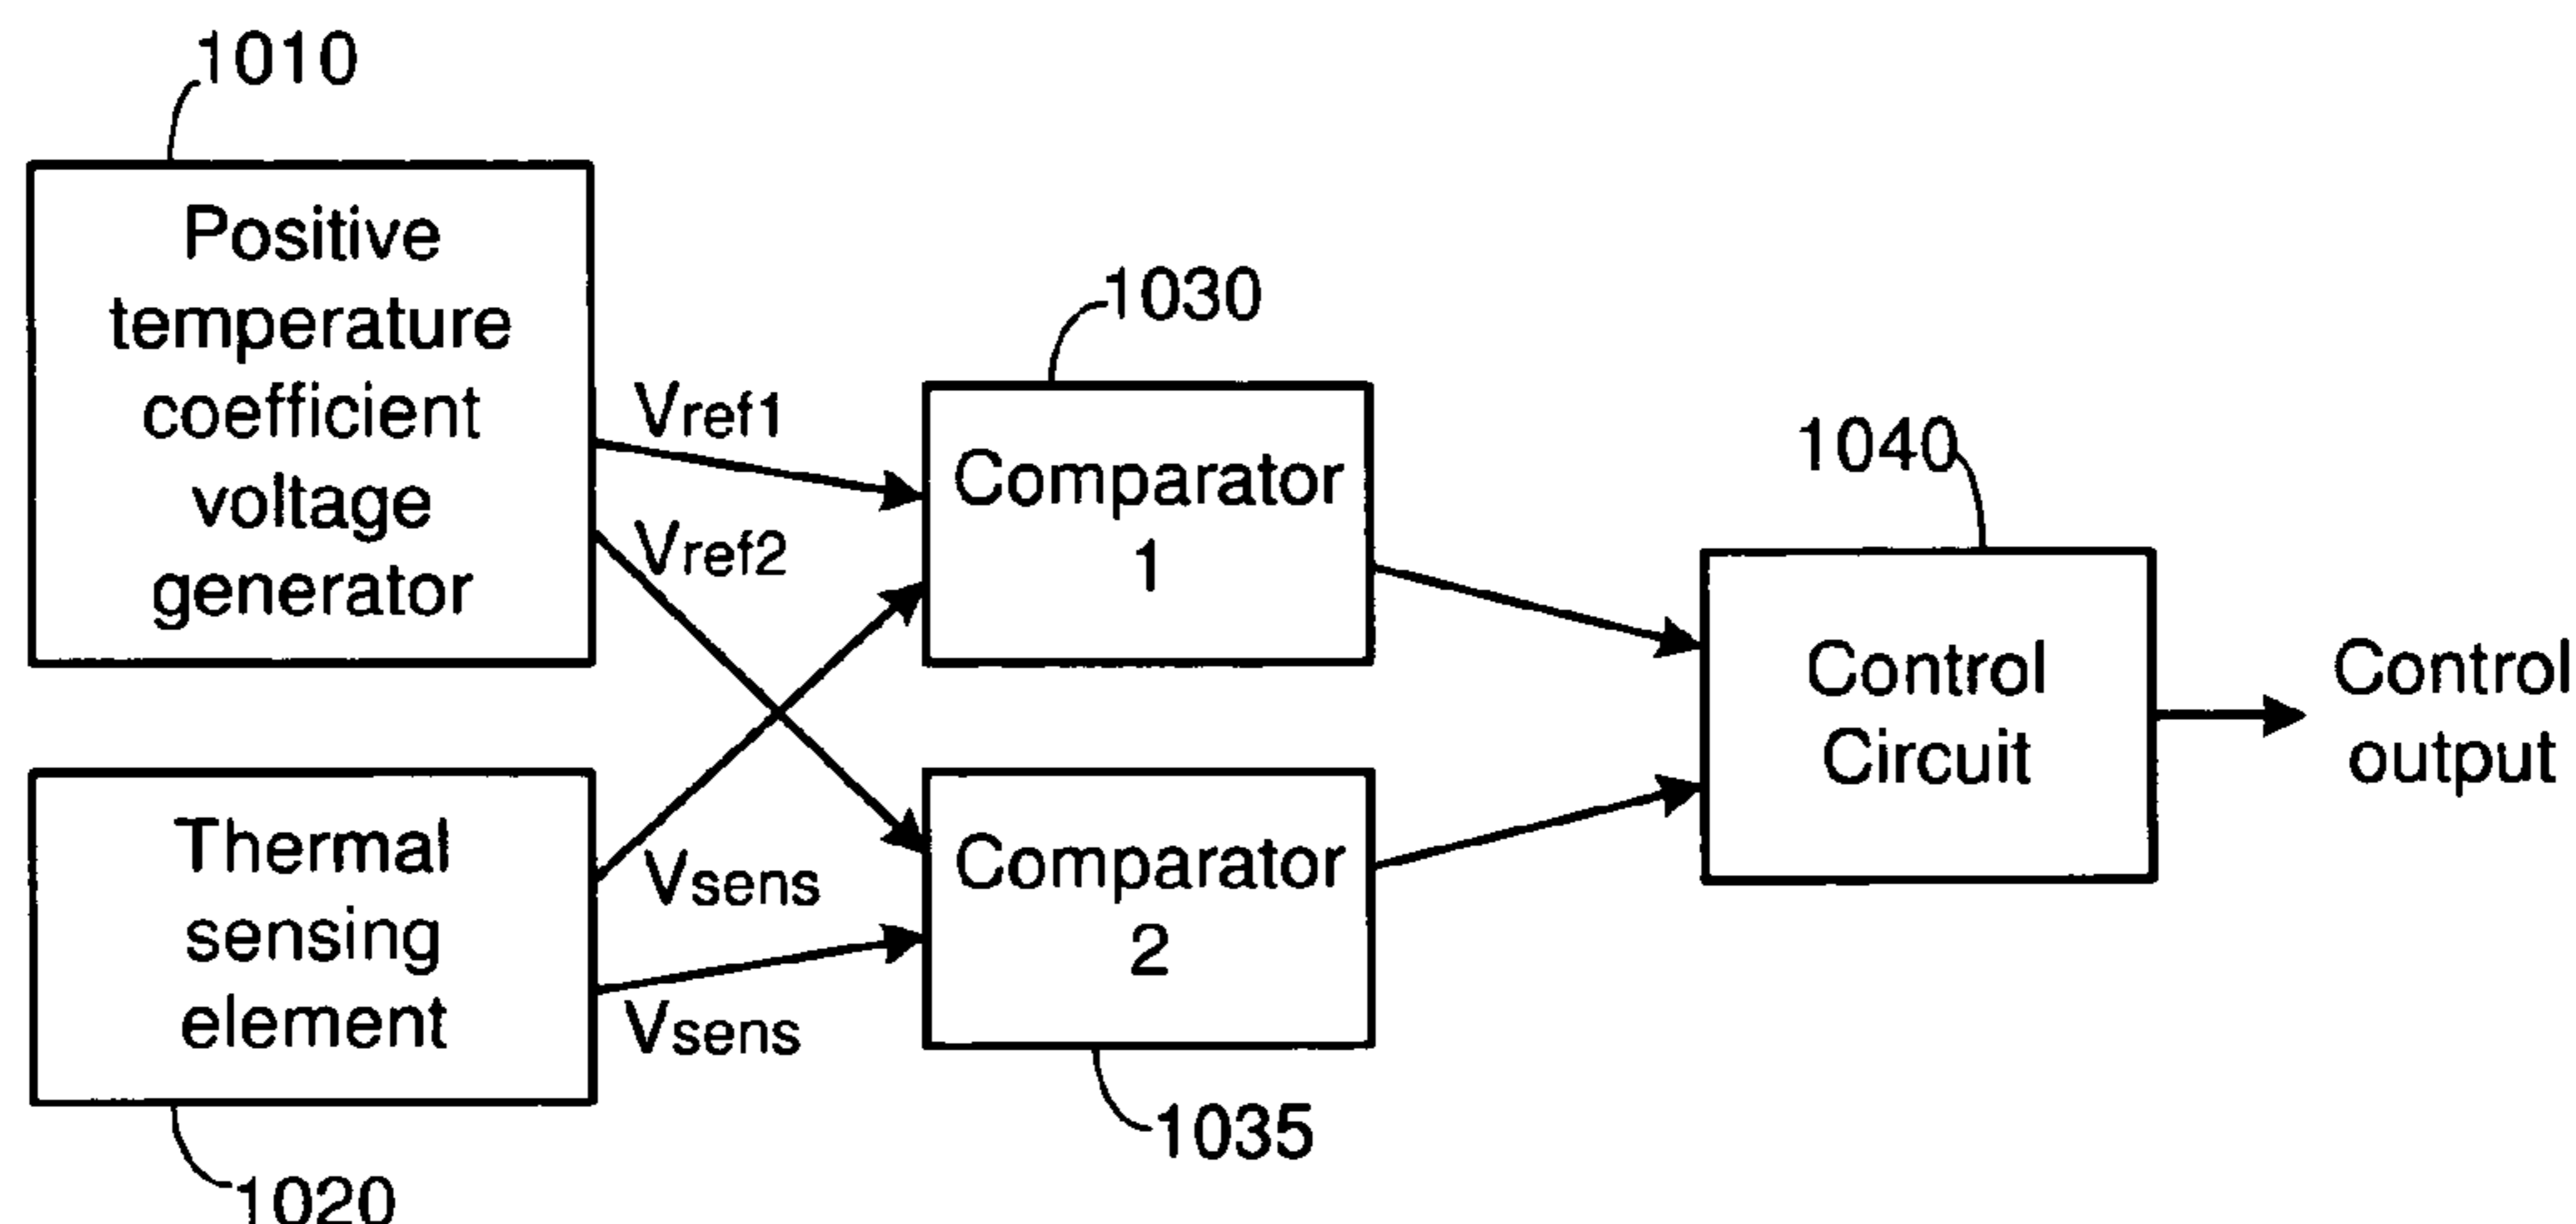 1010
Positive
temperature
coefficient
voltage
generator
Vref1
Vref2
1030
Comparator
1
1040
Control
Circuit
Control
output
Thermal
sensing
element
Vsens
Vsens
Comparator
2
1035
1020